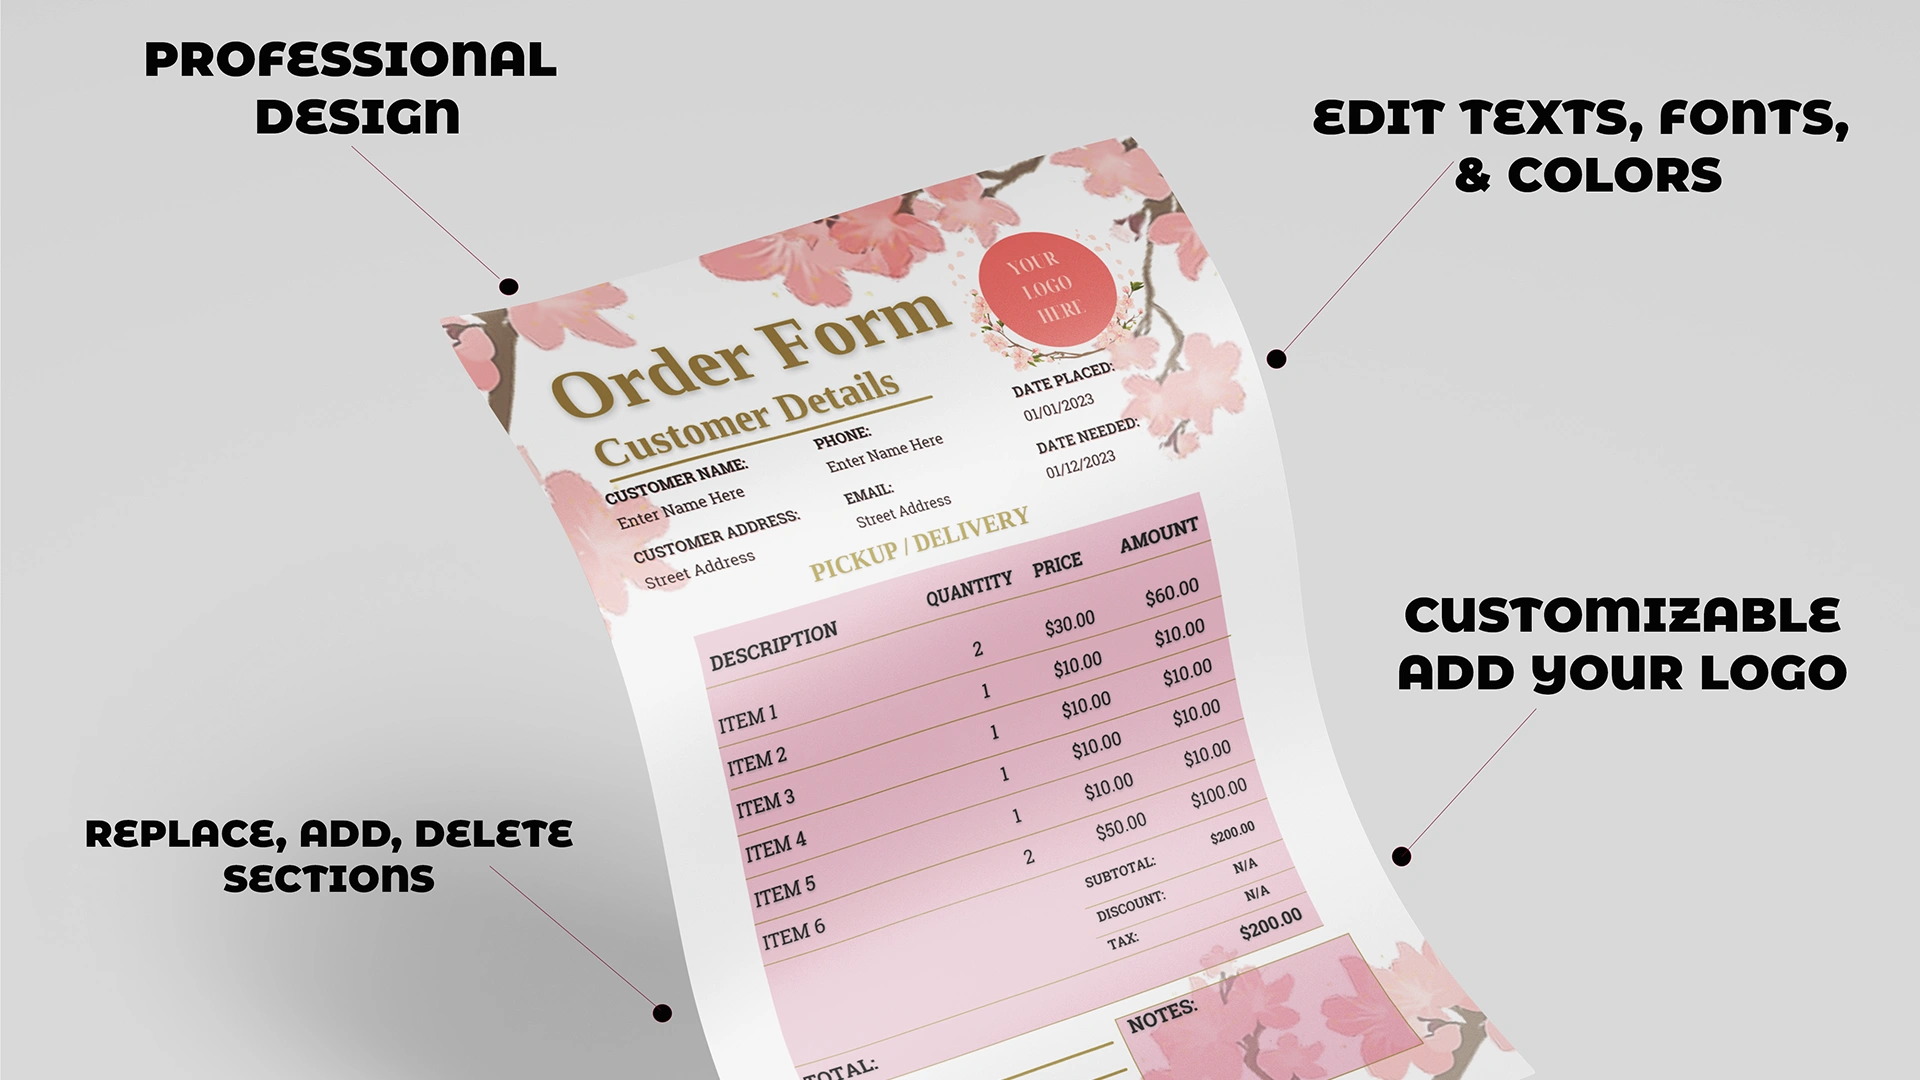 PROFESSIONAL
DESIGN
EDIT TEXTS, FONTS,
& COLORS
YOUR
LOGO
HERE
Order Form
Customer Details
CUSTOMER NAME:
Enter Name Here
CUSTOMER ADDRESS:
Street Address
PHONE:
Enter Name Here
EMAIL:
Street Address
DATE PLACED:
01/01/2023
DATE NEEDED:
01/12/2023
PICKUP / DELIVERY
DESCRIPTION QUANTITY PRICE AMOUNT
ITEM 1 2 $30.00 $60.00
ITEM 2 1 $10.00 $10.00
ITEM 3 1 $10.00 $10.00
ITEM 4 1 $10.00 $10.00
ITEM 5 1 $10.00 $10.00
ITEM 6 2 $50.00 $100.00
SUBTOTAL: $200.00
DISCOUNT: N/A
TAX: N/A
TOTAL: $200.00
NOTES:
CUSTOMIZABLE
ADD YOUR LOGO
REPLACE, ADD, DELETE
SECTIONS